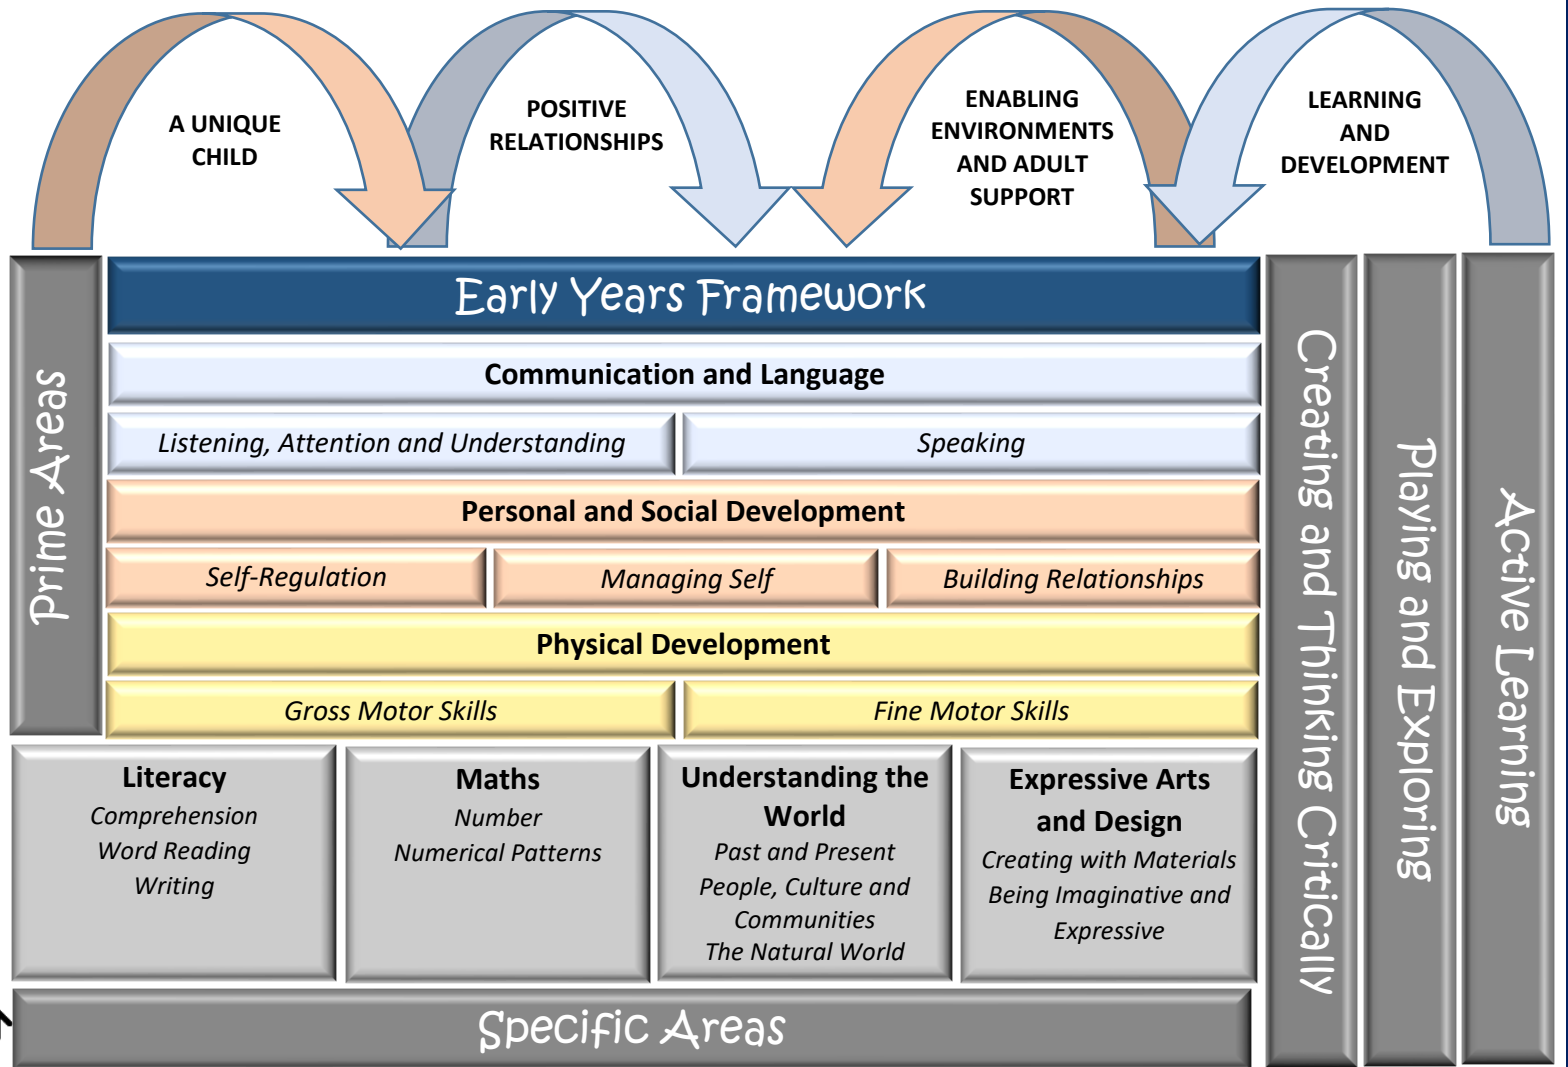 A UNIQUE
CHILD
POSITIVE
RELATIONSHIPS
ENABLING
ENVIRONMENTS
AND ADULT
SUPPORT
LEARNING
AND
DEVELOPMENT
Prime Areas
Early Years Framework
Communication and Language
Listening, Attention and Understanding
Speaking
Personal and Social Development
Self-Regulation
Managing Self
Building Relationships
Physical Development
Gross Motor Skills
Fine Motor Skills
Literacy
Comprehension
Word Reading
Writing
Maths
Number
Numerical Patterns
Understanding the
World
Past and Present
People, Culture and
Communities
The Natural World
Expressive Arts
and Design
Creating with Materials
Being Imaginative and
Expressive
Specific Areas
Creating and Thinking Critically
Playing and Exploring
Active Learning